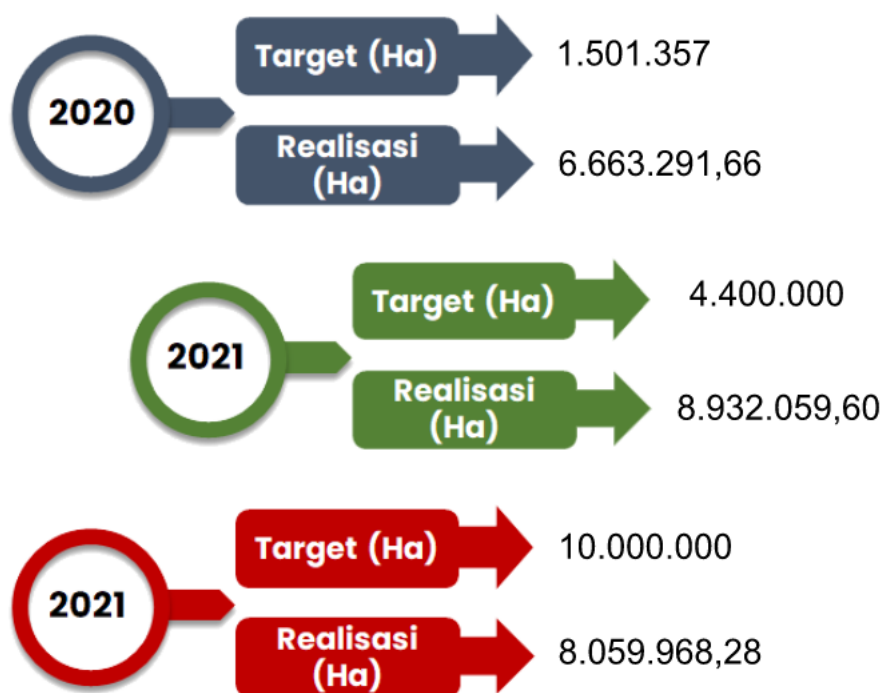 Target (Ha)
1.501.357
2020
Realisasi
(Ha)
6.663.291,66
Target (Ha)
4.400.000
2021
Realisasi
(Ha)
8.932.059,60
Target (Ha)
10.000.000
2021
Realisasi
(Ha)
8.059.968,28